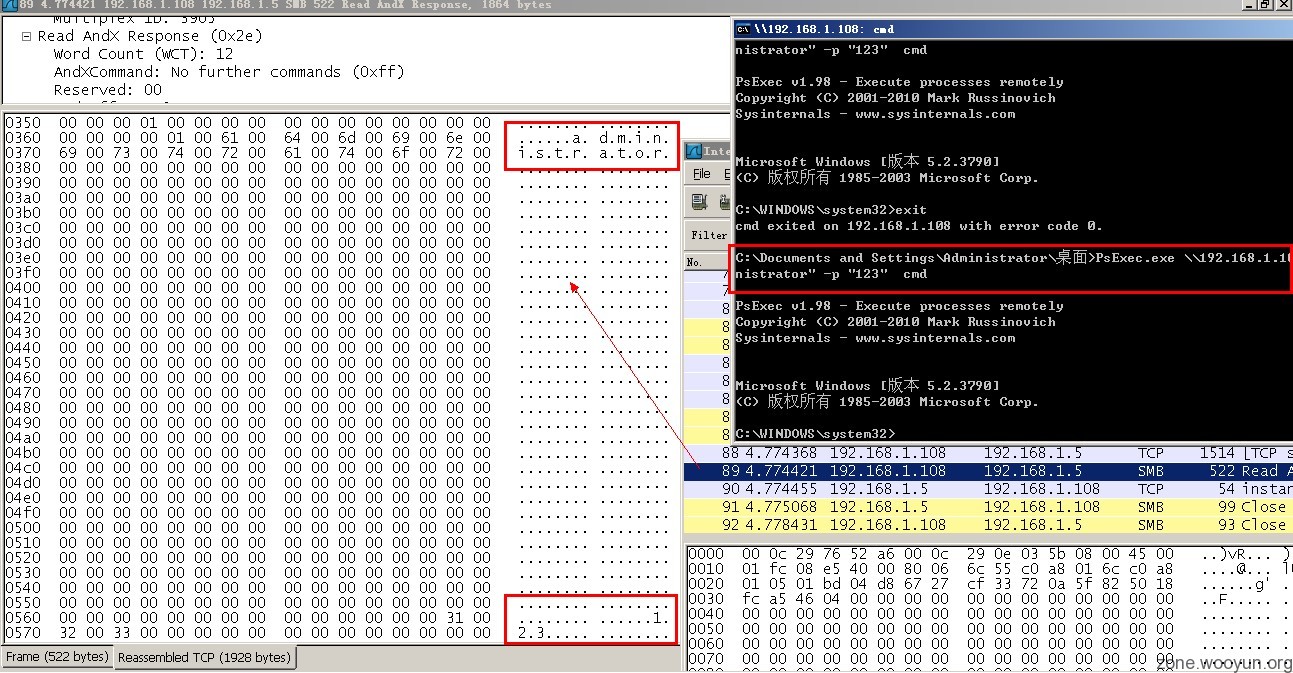 89 4.774421 192.168.1.108 192.168.1.5 SMB 522 Read AndX Response, 1864 bytes
Multiplex ID: 3905
Read AndX Response (0x2e)
Word Count (WCT): 12
AndXCommand: No further commands (0xff)
Reserved: 00
0350 00 00 00 01 00 00 00 00 00 00 00 00 00 00 00 00 ........ ........
0360 00 00 00 00 01 00 61 00 64 00 6d 00 69 00 6e 00 ......a. d.m.i.n.
0370 69 00 73 00 74 00 72 00 61 00 74 00 6f 00 72 00 i.s.t.r. a.t.o.r.
0380 00 00 00 00 00 00 00 00 00 00 00 00 00 00 00 00 ........ ........
0390 00 00 00 00 00 00 00 00 00 00 00 00 00 00 00 00 ........ ........
03a0 00 00 00 00 00 00 00 00 00 00 00 00 00 00 00 00 ........ ........
03b0 00 00 00 00 00 00 00 00 00 00 00 00 00 00 00 00 ........ ........
03c0 00 00 00 00 00 00 00 00 00 00 00 00 00 00 00 00 ........ ........
03d0 00 00 00 00 00 00 00 00 00 00 00 00 00 00 00 00 ........ ........
03e0 00 00 00 00 00 00 00 00 00 00 00 00 00 00 00 00 ........ ........
03f0 00 00 00 00 00 00 00 00 00 00 00 00 00 00 00 00 ........ ........
0400 00 00 00 00 00 00 00 00 00 00 00 00 00 00 00 00 ........ ........
0410 00 00 00 00 00 00 00 00 00 00 00 00 00 00 00 00 ........ ........
0420 00 00 00 00 00 00 00 00 00 00 00 00 00 00 00 00 ........ ........
0430 00 00 00 00 00 00 00 00 00 00 00 00 00 00 00 00 ........ ........
0440 00 00 00 00 00 00 00 00 00 00 00 00 00 00 00 00 ........ ........
0450 00 00 00 00 00 00 00 00 00 00 00 00 00 00 00 00 ........ ........
0460 00 00 00 00 00 00 00 00 00 00 00 00 00 00 00 00 ........ ........
0470 00 00 00 00 00 00 00 00 00 00 00 00 00 00 00 00 ........ ........
0480 00 00 00 00 00 00 00 00 00 00 00 00 00 00 00 00 ........ ........
0490 00 00 00 00 00 00 00 00 00 00 00 00 00 00 00 00 ........ ........
04a0 00 00 00 00 00 00 00 00 00 00 00 00 00 00 00 00 ........ ........
04b0 00 00 00 00 00 00 00 00 00 00 00 00 00 00 00 00 ........ ........
04c0 00 00 00 00 00 00 00 00 00 00 00 00 00 00 00 00 ........ ........
04d0 00 00 00 00 00 00 00 00 00 00 00 00 00 00 00 00 ........ ........
04e0 00 00 00 00 00 00 00 00 00 00 00 00 00 00 00 00 ........ ........
04f0 00 00 00 00 00 00 00 00 00 00 00 00 00 00 00 00 ........ ........
0500 00 00 00 00 00 00 00 00 00 00 00 00 00 00 00 00 ........ ........
0510 00 00 00 00 00 00 00 00 00 00 00 00 00 00 00 00 ........ ........
0520 00 00 00 00 00 00 00 00 00 00 00 00 00 00 00 00 ........ ........
0530 00 00 00 00 00 00 00 00 00 00 00 00 00 00 00 00 ........ ........
0540 00 00 00 00 00 00 00 00 00 00 00 00 00 00 00 00 ........ ........
0550 00 00 00 00 00 00 00 00 00 00 00 00 00 00 00 00 ........ ........
0560 00 00 00 00 00 00 00 00 00 00 00 00 00 00 31 00 ........ ......1.
0570 32 00 33 00 00 00 00 00 00 00 00 00 00 00 00 00 2.3..... ........
Frame (522 bytes)
Reassembled TCP (1928 bytes)
File
Filter
No.
\\192.168.1.108: cmd
nistrator" -p "123" cmd
PsExec v1.98 - Execute processes remotely
Copyright (C) 2001-2010 Mark Russinovich
Sysinternals - www.sysinternals.com
Microsoft Windows [版本 5.2.3790]
(C) 版权所有 1985-2003 Microsoft Corp.
C:\WINDOWS\system32>exit
cmd exited on 192.168.1.108 with error code 0.
C:\Documents and Settings\Administrator\桌面>PsExec.exe \\192.168.1.10
nistrator" -p "123" cmd
PsExec v1.98 - Execute processes remotely
Copyright (C) 2001-2010 Mark Russinovich
Sysinternals - www.sysinternals.com
Microsoft Windows [版本 5.2.3790]
(C) 版权所有 1985-2003 Microsoft Corp.
C:\WINDOWS\system32>
88 4.774368 192.168.1.108 192.168.1.5 TCP 1514 [TCP s
89 4.774421 192.168.1.108 192.168.1.5 SMB 522 Read A
90 4.774455 192.168.1.5 192.168.1.108 TCP 54 instan
91 4.775068 192.168.1.5 192.168.1.108 SMB 99 Close
92 4.778431 192.168.1.108 192.168.1.5 SMB 93 Close
0000 00 0c 29 76 52 a6 00 0c 29 0e 03 5b 08 00 45 00 ..)vR... )
0010 01 fc 08 e5 40 00 80 06 6c 55 c0 a8 01 6c c0 a8 ....@...
0020 01 05 01 bd 04 d8 67 27 cf 33 72 0a 5f 82 50 18 ......g'
0030 fc a5 46 04 00 00 00 00 00 00 00 00 00 00 00 00 ..F.....
0040 00 00 00 00 00 00 00 00 00 00 00 00 00 00 00 00 ........
0050 00 00 00 00 00 00 00 00 00 00 00 00 00 00 00 00 ........
0060 00 00 00 00 00 00 00 00 00 00 00 00 00 00 00 00 ........
0070 00 00 00 00 00 00 00 00 00 00 00 00 00 00 00 00
zone.wooyun.org